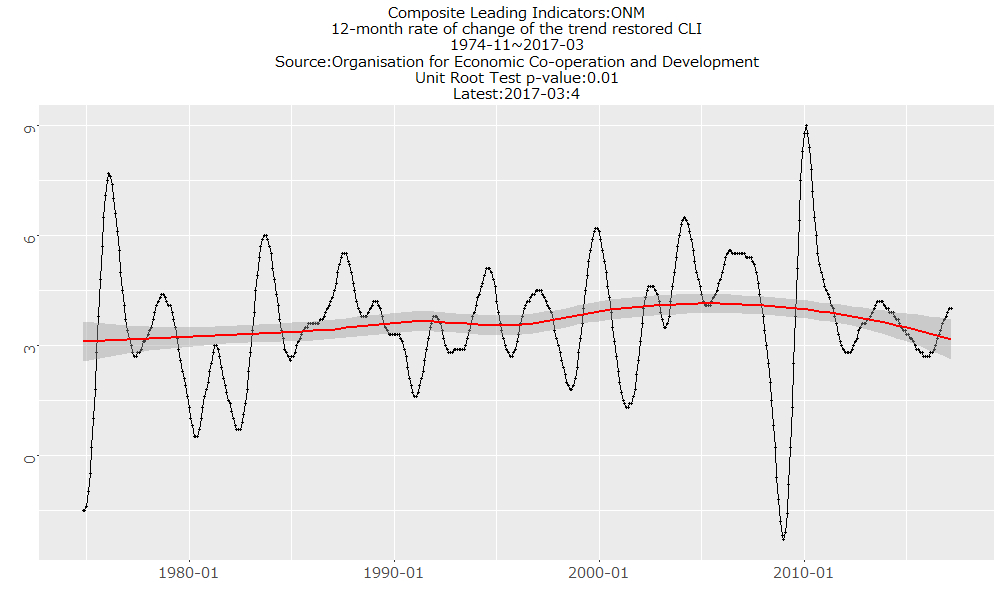 Composite Leading Indicators:ONM
12-month rate of change of the trend restored CLI
1974-11~2017-03
Source:Organisation for Economic Co-operation and Development
Unit Root Test p-value:0.01
Latest:2017-03:4
9
6
3
0
1980-01 1990-01 2000-01 2010-01